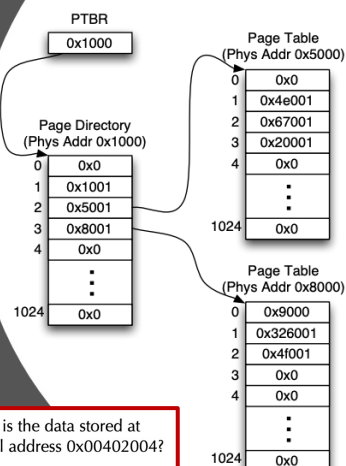 PTBR
0x1000
Page Directory
(Phys Addr 0x1000)
0 0x0
1 0x1001
2 0x5001
3 0x8001
4 0x0
1024 0x0
Page Table
(Phys Addr 0x5000)
0 0x0
1 0x4e001
2 0x67001
3 0x20001
4 0x0
1024 0x0
Page Table
(Phys Addr 0x8000)
0 0x9000
1 0x326001
2 0x4f001
3 0x0
4 0x0
1024 0x0
is the data stored at
address 0x00402004?